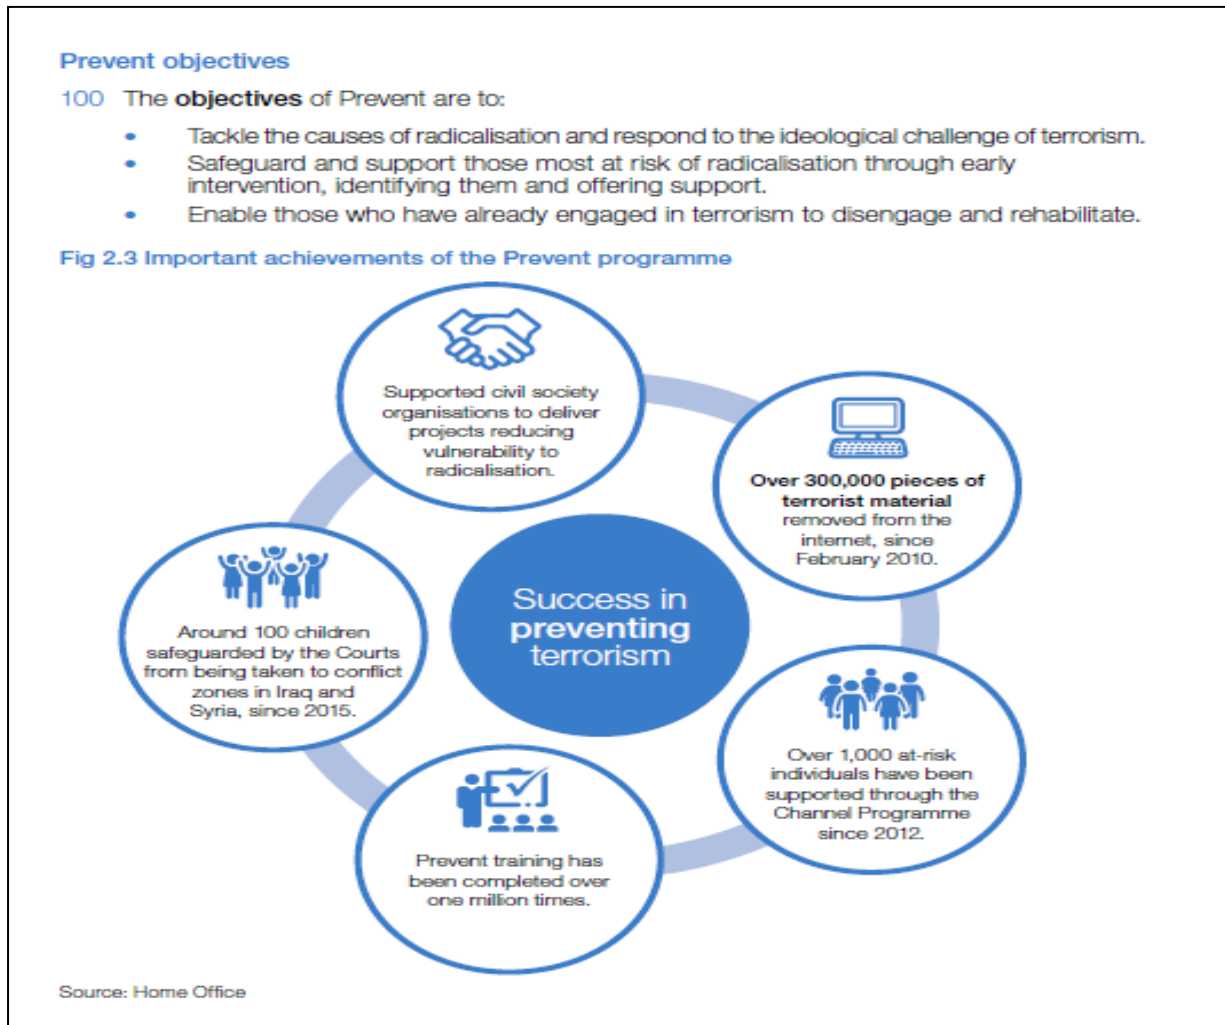 Prevent objectives
100 The objectives of Prevent are to:
• Tackle the causes of radicalisation and respond to the ideological challenge of terrorism.
• Safeguard and support those most at risk of radicalisation through early
intervention, identifying them and offering support.
• Enable those who have already engaged in terrorism to disengage and rehabilitate.
Fig 2.3 Important achievements of the Prevent programme
Supported civil society
organisations to deliver
projects reducing
vulnerability to
radicalisation.
Over 300,000 pieces of
terrorist material
removed from the
internet, since
February 2010.
Success in
preventing
terrorism
Around 100 children
safeguarded by the Courts
from being taken to conflict
zones in Iraq and
Syria, since 2015.
Over 1,000 at-risk
individuals have been
supported through the
Channel Programme
since 2012.
Prevent training has
been completed over
one million times.
Source: Home Office